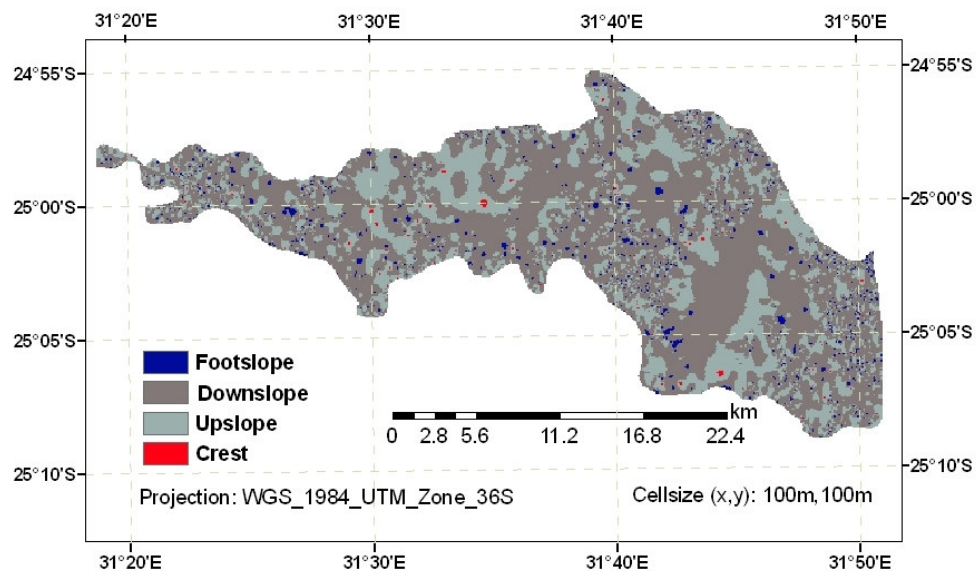 31°20'E 31°30'E 31°40'E 31°50'E
24°55'S 24°55'S
25°00'S 25°00'S
25°05'S 25°05'S
Footslope
Downslope
Upslope
Crest
km
0 2.8 5.6 11.2 16.8 22.4
25°10'S 25°10'S
Projection: WGS_1984_UTM_Zone_36S Cellsize (x,y): 100m,100m
31°20'E 31°30'E 31°40'E 31°50'E